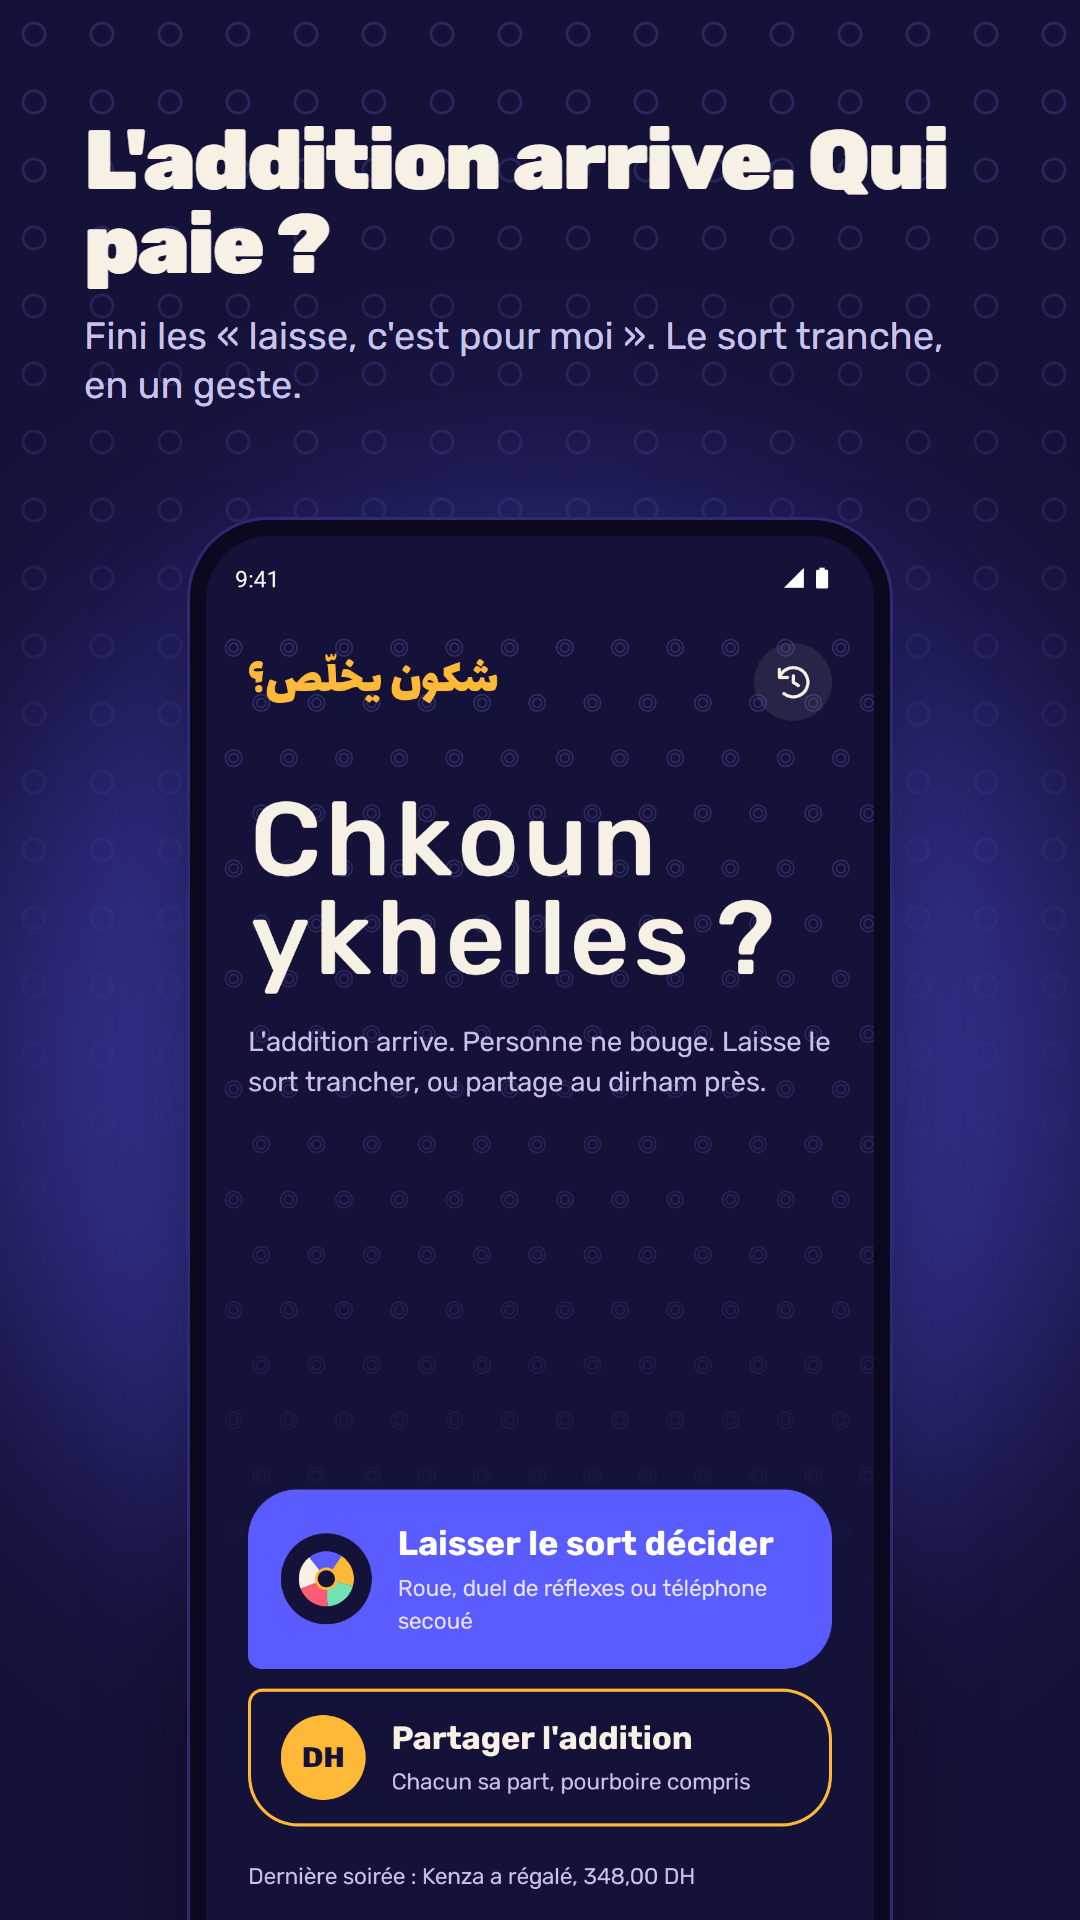 L'addition arrive. Qui
paie ?
Fini les « laisse, c'est pour moi ». Le sort tranche,
en un geste.
9:41
شكون يخلّص؟
Chkoun
ykhelles ?
L'addition arrive. Personne ne bouge. Laisse le
sort trancher, ou partage au dirham près.
Laisser le sort décider
Roue, duel de réflexes ou téléphone
secoué
DH
Partager l'addition
Chacun sa part, pourboire compris
Dernière soirée : Kenza a régalé, 348,00 DH